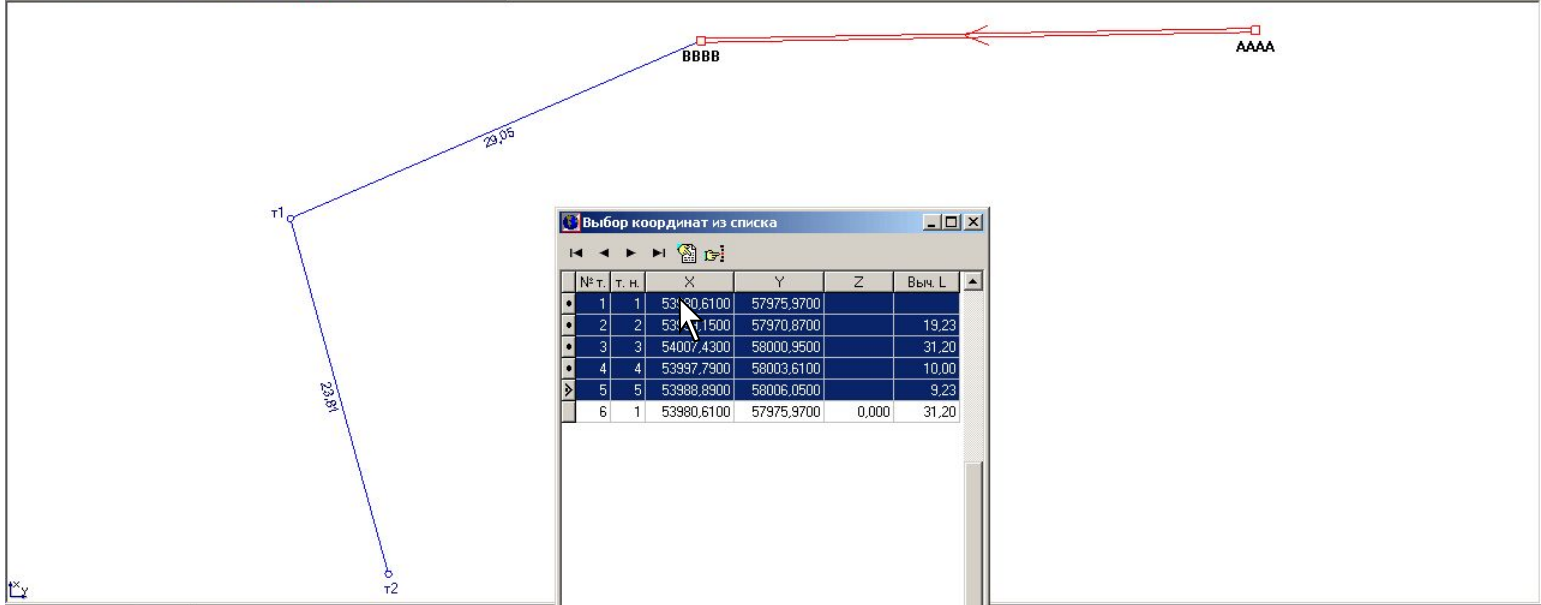 AAAA
BBBB
29,05
т1
Выбор координат из списка
№ т. т. н. X Y Z Выч. L
1 1 57975,9700
2 2 57970,8700 19,23
3 3 54007,4300 58000,9500 31,20
4 4 53997,7900 58003,6100 10,00
5 5 53988,8900 58006,0500 9,23
6 1 53980,6100 57975,9700 0,000 31,20
23,81
т2
x
y